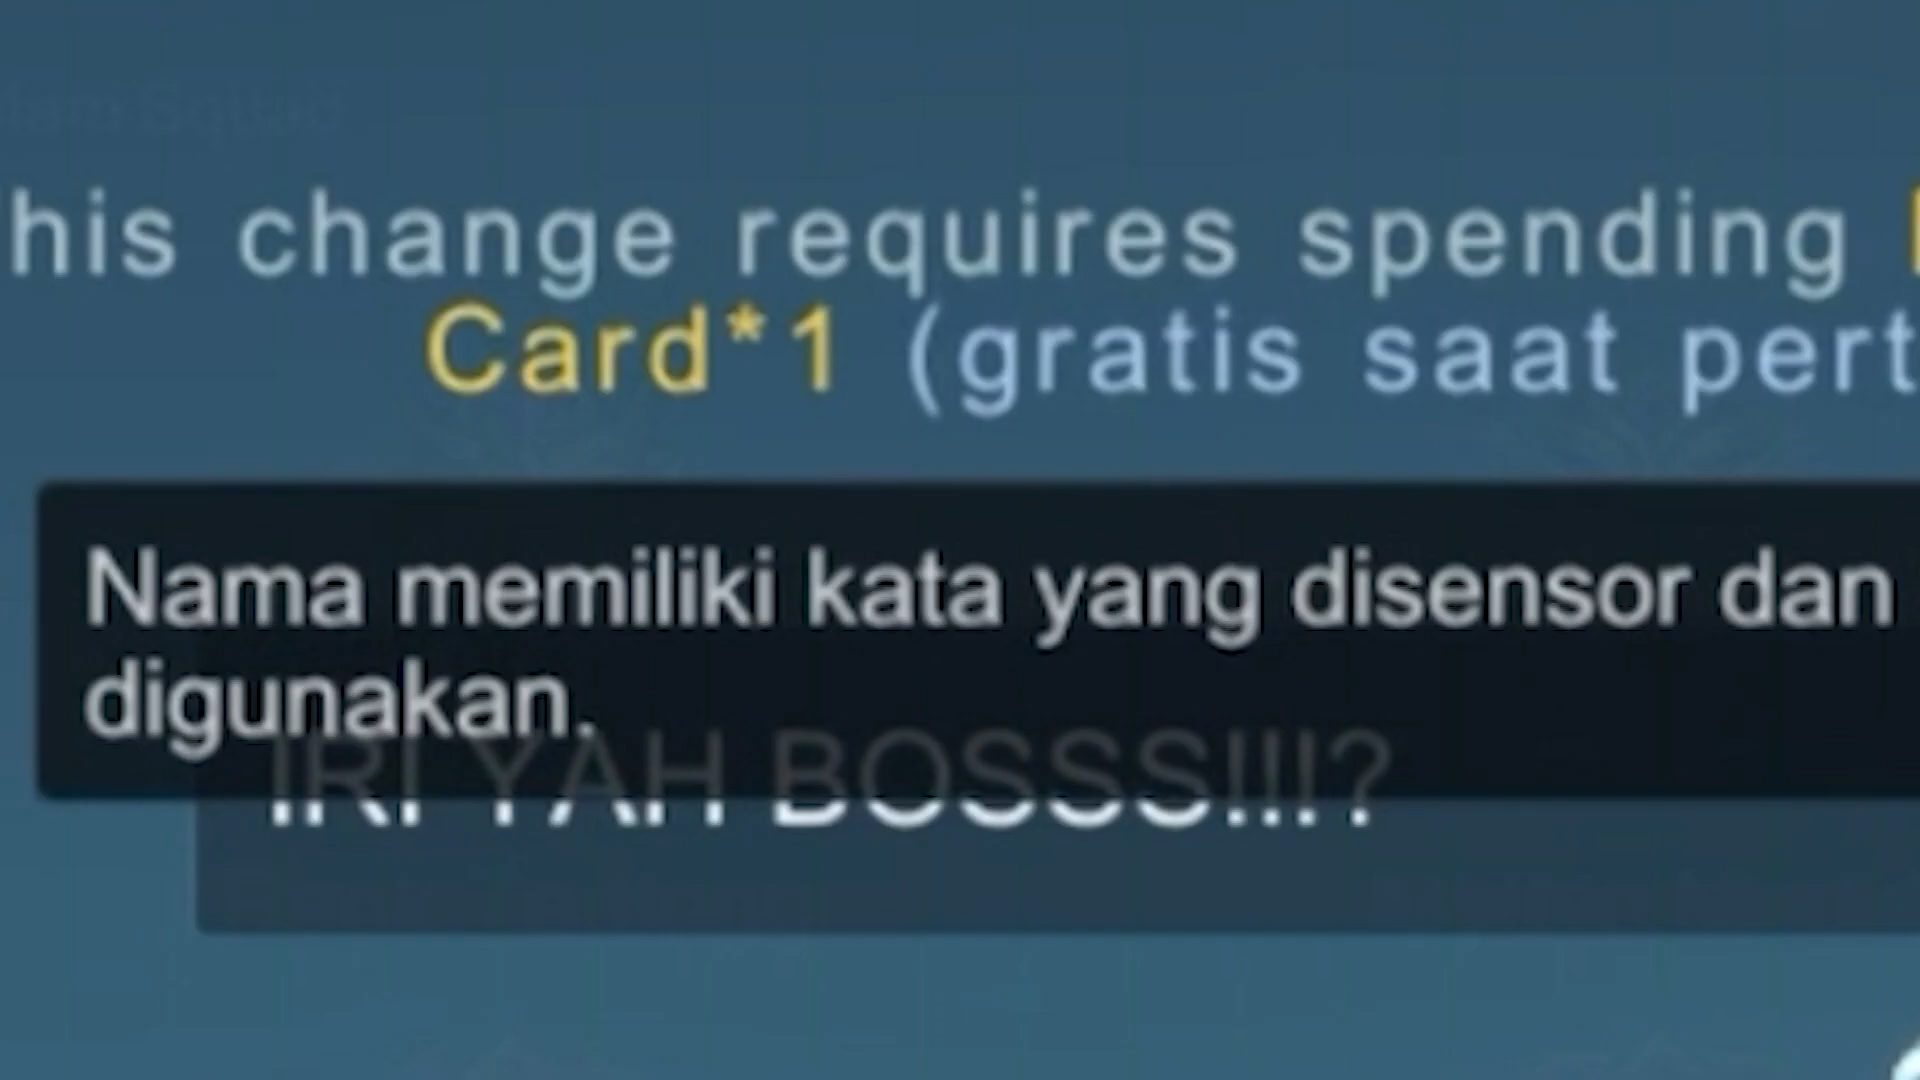 his change requires spending
Card*1 (gratis saat pert
Nama memiliki kata yang disensor dan
digunakan.
IRI YAH BOSSS!!!?